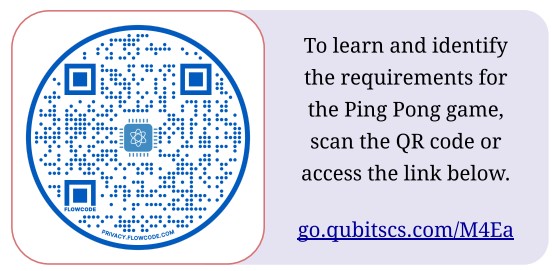 FLOWCODE
PRIVACY.FLOWCODE.COM
To learn and identify
the requirements for
the Ping Pong game,
scan the QR code or
access the link below.
go.qubitscs.com/M4Ea